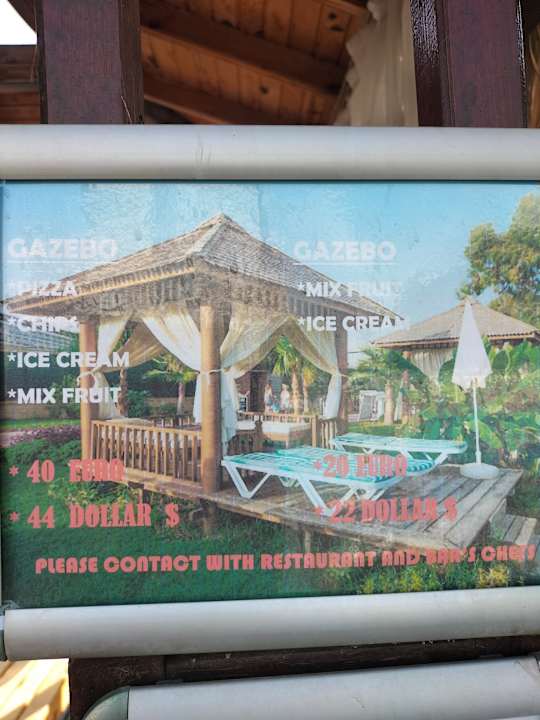 GAZEBO
*PIZZA
*CHIPS
*ICE CREAM
*MIX FRUIT
* 40 EURO
* 44 DOLLAR $
GAZEBO
*MIX FRUIT
*ICE CREAM
*20 EURO
*22 DOLLAR $
PLEASE CONTACT WITH RESTAURANT AND BAR'S CHEFS